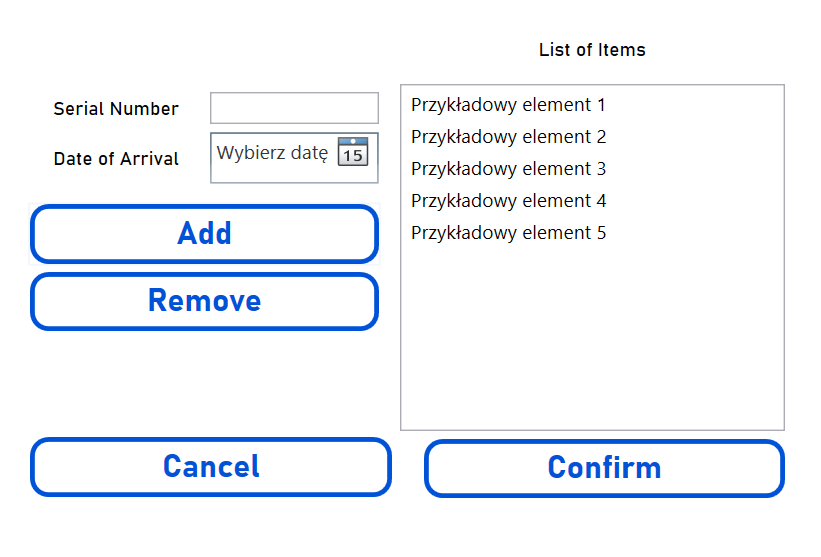 List of Items
Serial Number
Date of Arrival
Wybierz datę
15
Add
Remove
Przykładowy element 1
Przykładowy element 2
Przykładowy element 3
Przykładowy element 4
Przykładowy element 5
Cancel
Confirm